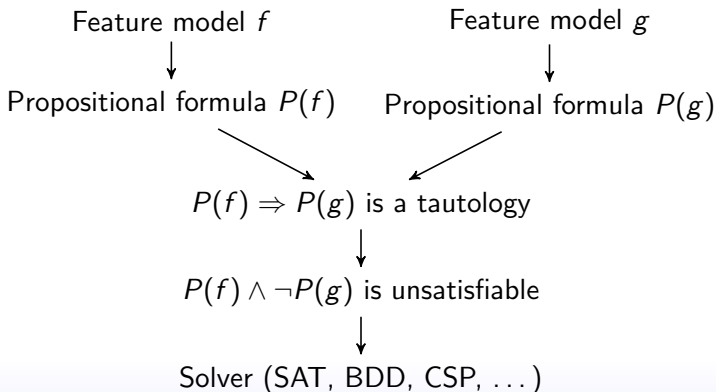 Feature model f
Feature model g
Propositional formula P(f)
Propositional formula P(g)
P(f) ⇒ P(g) is a tautology
P(f) ∧ ¬P(g) is unsatisfiable
Solver (SAT, BDD, CSP, ...)